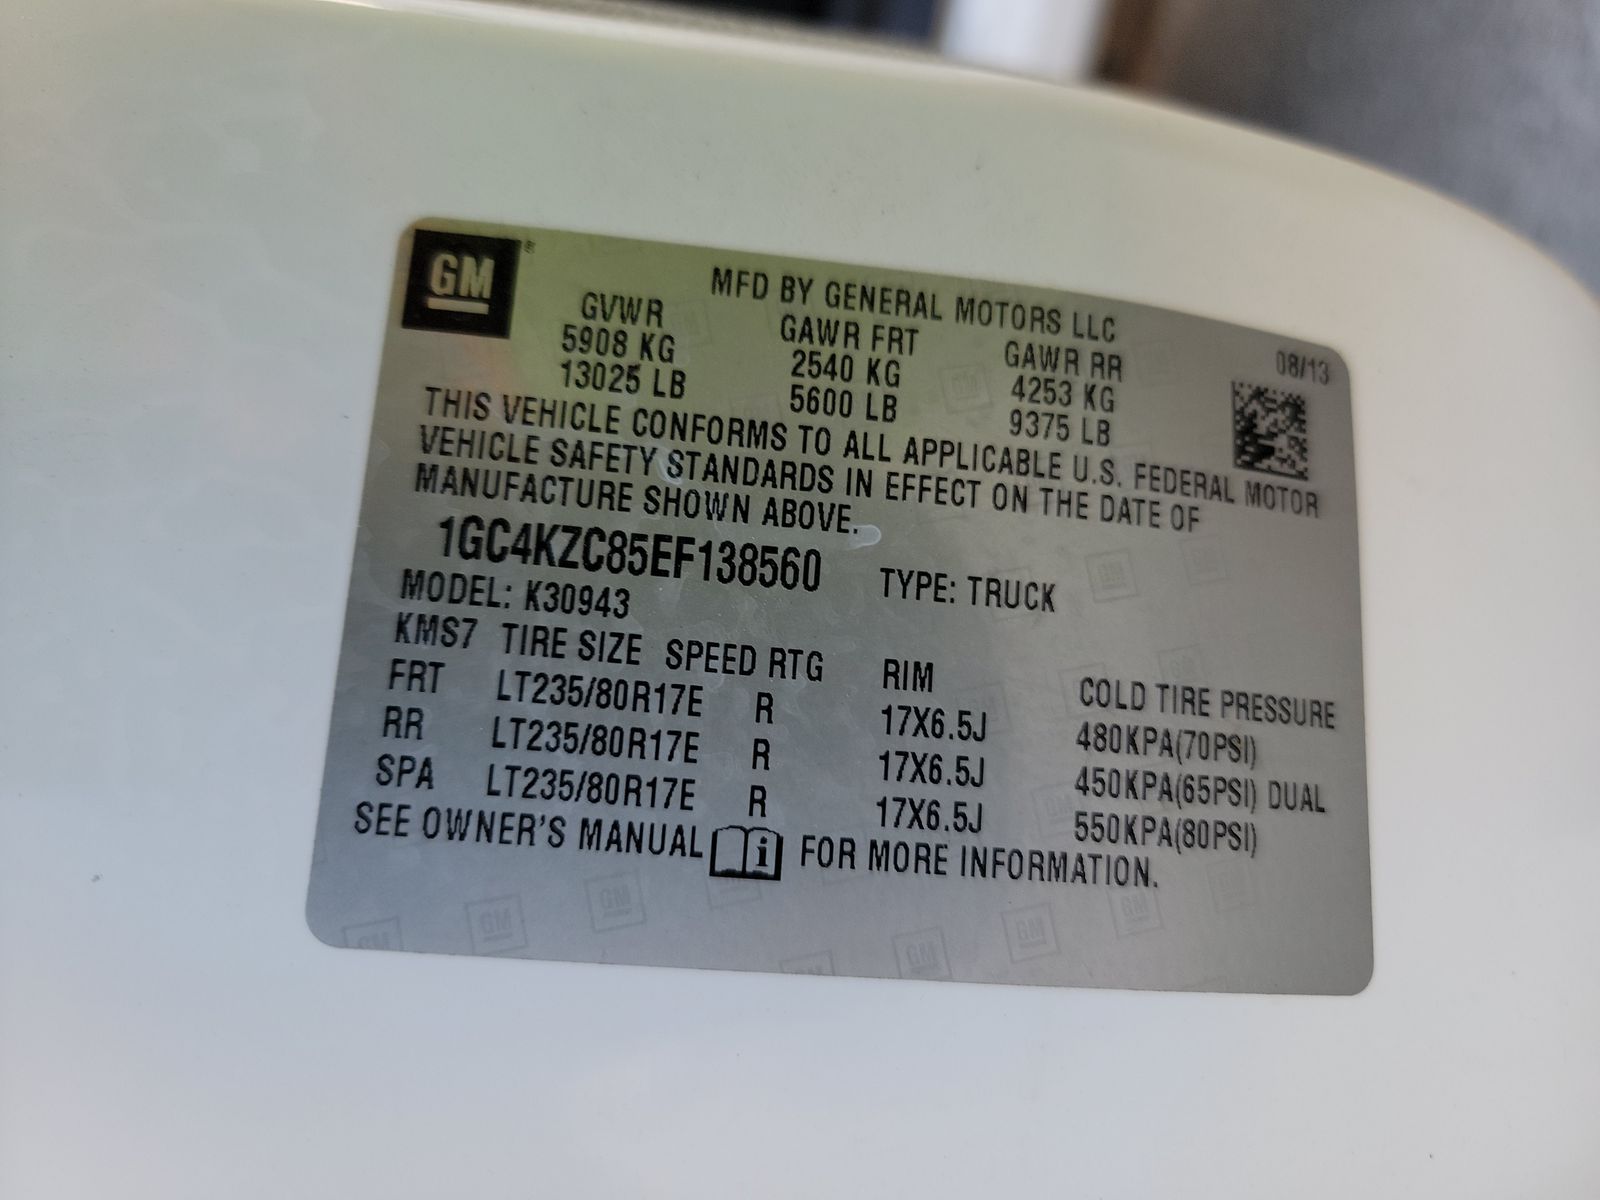 GM
MFD BY GENERAL MOTORS LLC
08/13
GVWR GAWR FRT GAWR RR
5908 KG 2540 KG 4253 KG
13025 LB 5600 LB 9375 LB
THIS VEHICLE CONFORMS TO ALL APPLICABLE U.S. FEDERAL MOTOR
VEHICLE SAFETY STANDARDS IN EFFECT ON THE DATE OF
MANUFACTURE SHOWN ABOVE.
1GC4KZC85EF138560 TYPE: TRUCK
MODEL: K30943
KMS7 TIRE SIZE SPEED RTG RIM COLD TIRE PRESSURE
FRT LT235/80R17E R 17X6.5J 480KPA(70PSI)
RR LT235/80R17E R 17X6.5J 450KPA(65PSI) DUAL
SPA LT235/80R17E R 17X6.5J 550KPA(80PSI)
SEE OWNER'S MANUAL i FOR MORE INFORMATION.